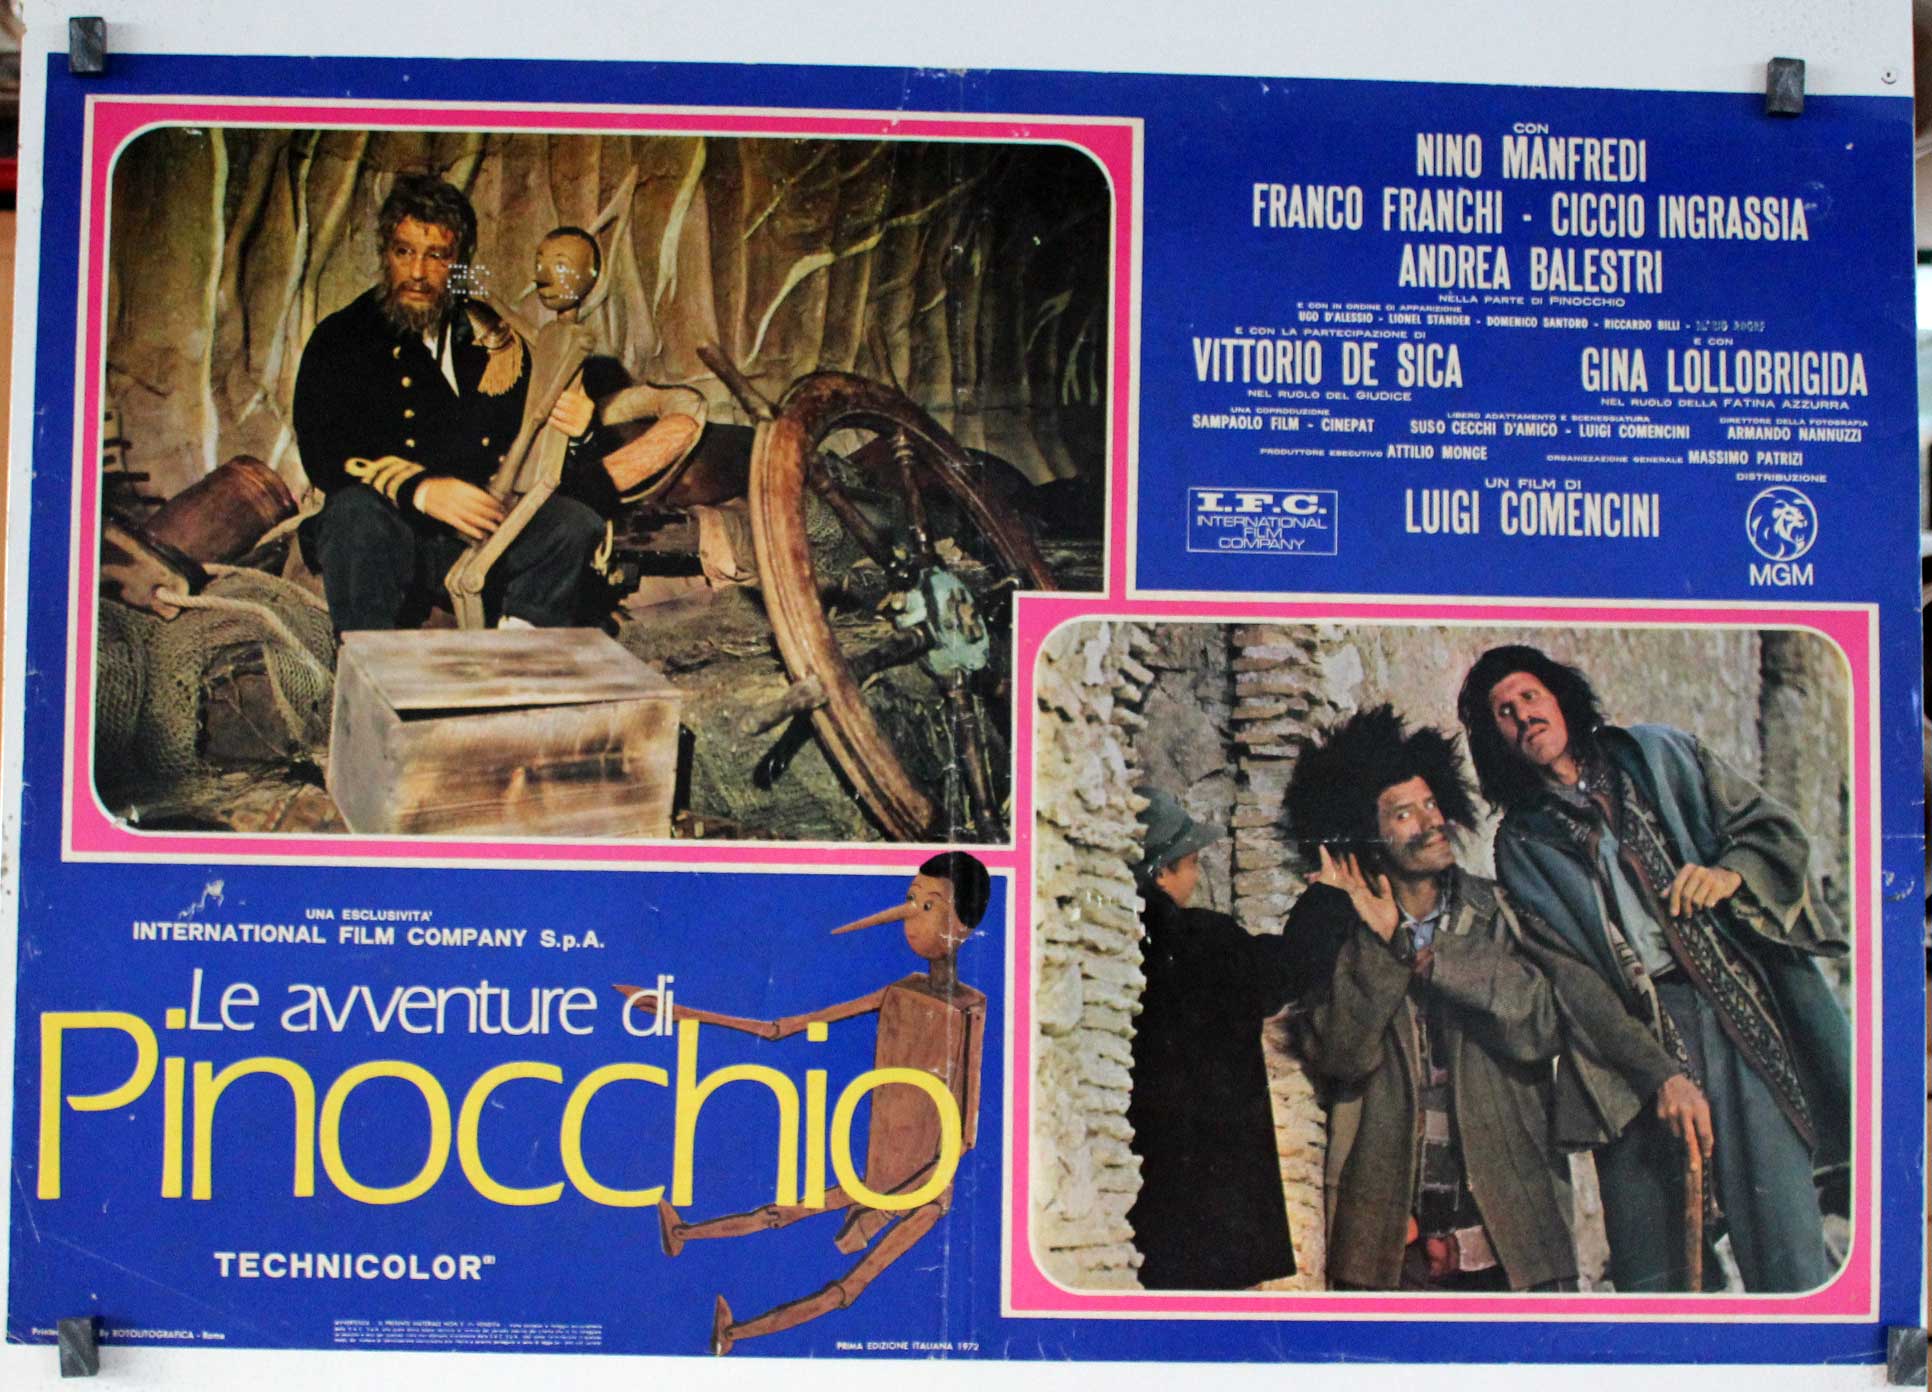 CON
NINO MANFREDI
FRANCO FRANCHI - CICCIO INGRASSIA
ANDREA BALESTRI
NELLA PARTE DI PINOCCHIO
E CON IN ORDINE DI APPARIZIONE
UGO D'ALESSIO - LIONEL STANDER - DOMENICO SANTORO - RICCARDO BILLI -
E CON LA PARTECIPAZIONE DI
VITTORIO DE SICA
NEL RUOLO DEL GIUDICE
E CON
GINA LOLLOBRIGIDA
NEL RUOLO DELLA FATINA AZZURRA
UNA COPRODUZIONE
SAMPAOLO FILM - CINEPAT
LIBERO ADATTAMENTO E SCENEGGIATURA
SUSO CECCHI D'AMICO - LUIGI COMENCINI
DIRETTORE DELLA FOTOGRAFIA
ARMANDO NANNUZZI
PRODUTTORE ESECUTIVO ATTILIO MONGE
ORGANIZZAZIONE GENERALE MASSIMO PATRIZI
I.F.C.
INTERNATIONAL
FILM
COMPANY
UN FILM DI
LUIGI COMENCINI
DISTRIBUZIONE
MGM
UNA ESCLUSIVITA'
INTERNATIONAL FILM COMPANY S.p.A.
Le avventure di
Pinocchio
TECHNICOLOR
By ROTOLITOGRAFICA - Roma
PRIMA EDIZIONE ITALIANA 1972